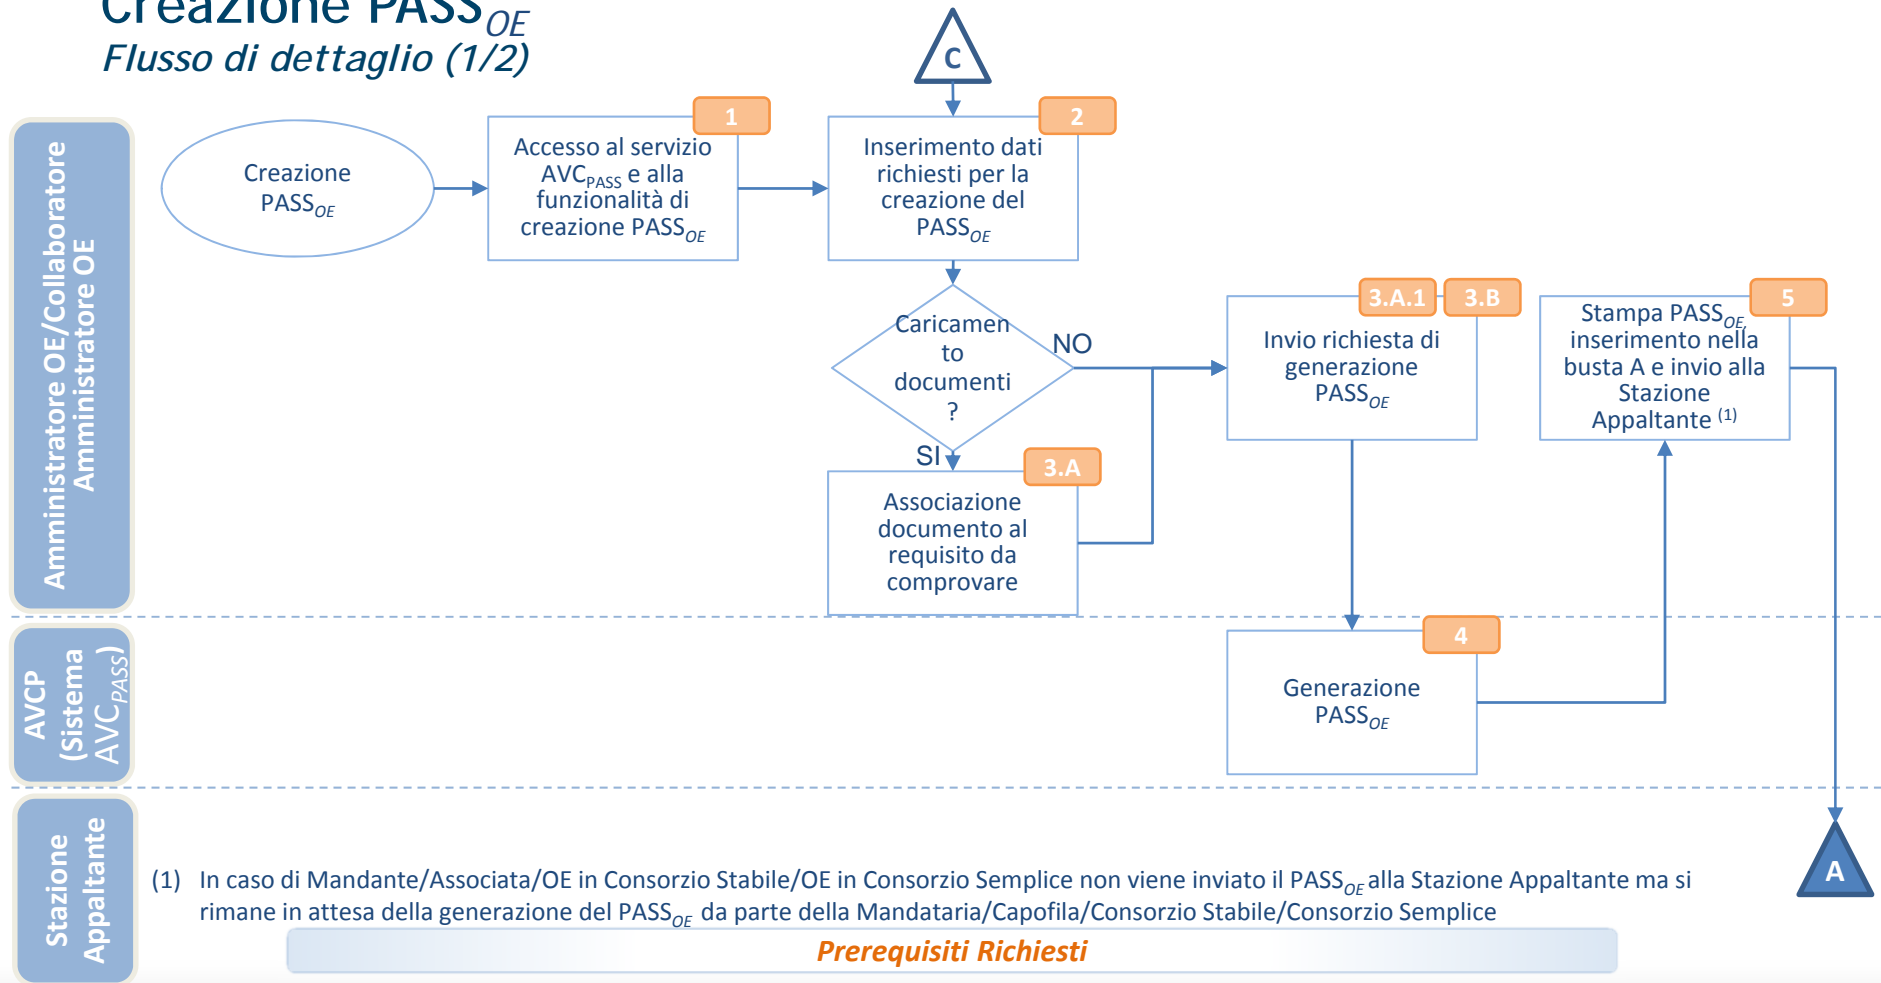 Creazione PASSOE
Flusso di dettaglio (1/2)
C
Amministratore OE/Collaboratore
Amministratore OE
Creazione
PASSOE
1
Accesso al servizio
AVCPASS e alla
funzionalità di
creazione PASSOE
2
Inserimento dati
richiesti per la
creazione del
PASSOE
Caricamen
to
documenti
?
NO
SI
3.A
Associazione
documento al
requisito da
comprovare
3.A.1
3.B
Invio richiesta di
generazione
PASSOE
5
Stampa PASSOE,
inserimento nella
busta A e invio alla
Stazione
Appaltante (1)
AVCP
(Sistema
AVCPASS)
4
Generazione
PASSOE
Stazione
Appaltante
A
(1) In caso di Mandante/Associata/OE in Consorzio Stabile/OE in Consorzio Semplice non viene inviato il PASSOE alla Stazione Appaltante ma si
rimane in attesa della generazione del PASSOE da parte della Mandataria/Capofila/Consorzio Stabile/Consorzio Semplice
Prerequisiti Richiesti